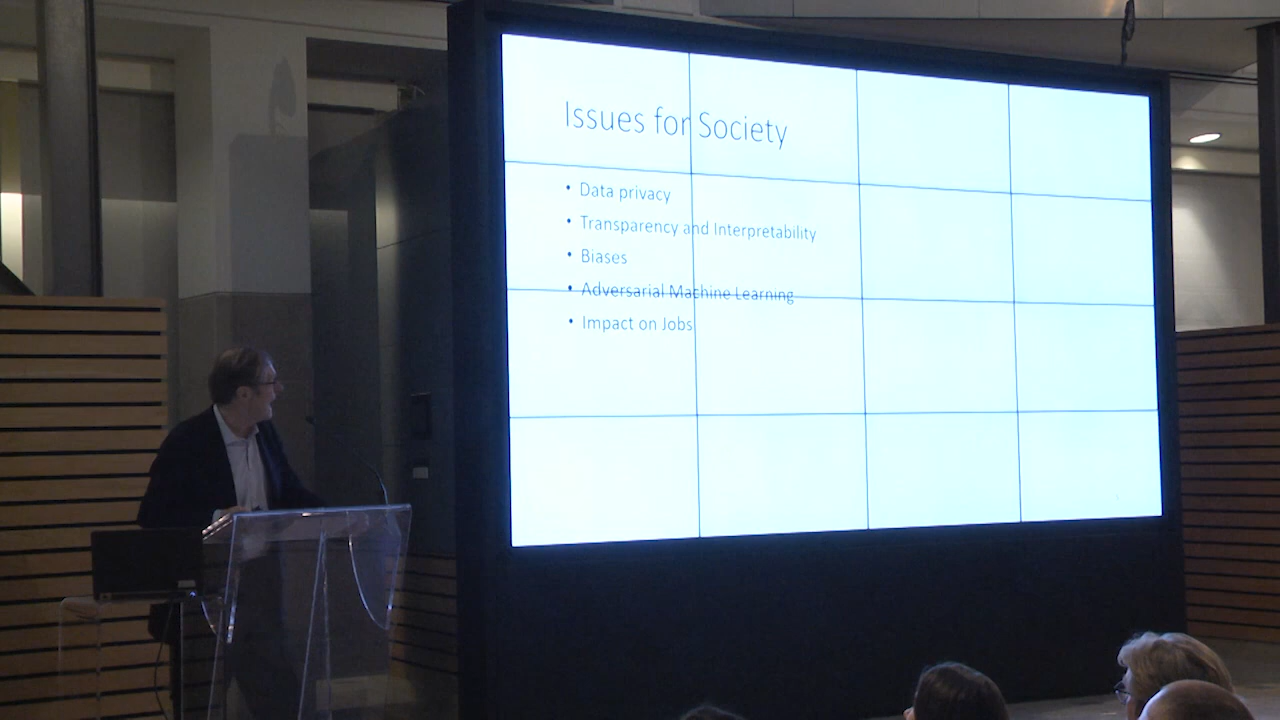 Issues for Society
• Data privacy
• Transparency and Interpretability
• Biases
• Adversarial Machine Learning
• Impact on Jobs